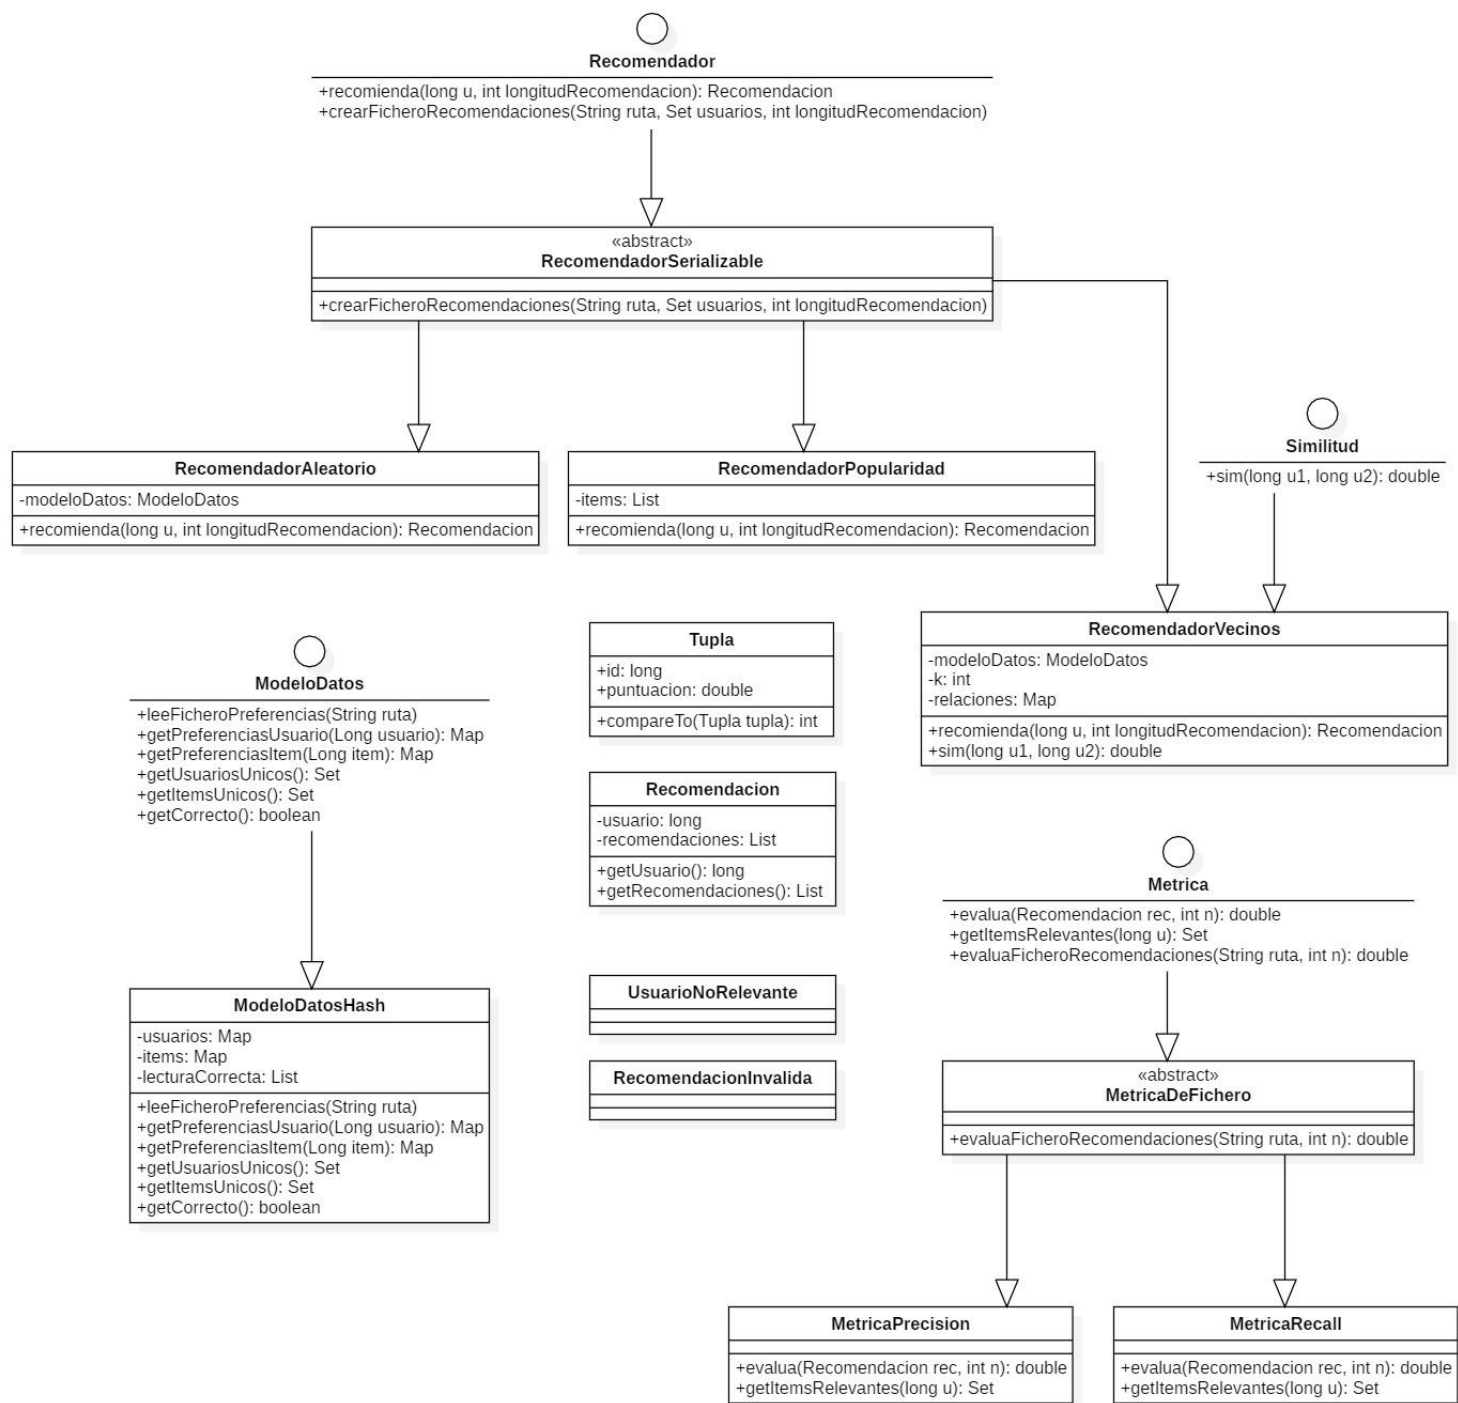 Recomendador
+recomienda(long u, int longitudRecomendacion): Recomendacion
+crearFicheroRecomendaciones(String ruta, Set usuarios, int longitudRecomendacion)
«abstract»
RecomendadorSerializable
+crearFicheroRecomendaciones(String ruta, Set usuarios, int longitudRecomendacion)
RecomendadorAleatorio
-modeloDatos: ModeloDatos
+recomienda(long u, int longitudRecomendacion): Recomendacion
RecomendadorPopularidad
-items: List
+recomienda(long u, int longitudRecomendacion): Recomendacion
Similitud
+sim(long u1, long u2): double
RecomendadorVecinos
-modeloDatos: ModeloDatos
-k: int
-relaciones: Map
+recomienda(long u, int longitudRecomendacion): Recomendacion
+sim(long u1, long u2): double
ModeloDatos
+leeFicheroPreferencias(String ruta)
+getPreferenciasUsuario(Long usuario): Map
+getPreferenciasItem(Long item): Map
+getUsuariosUnicos(): Set
+getItemsUnicos(): Set
+getCorrecto(): boolean
Tupla
+id: long
+puntuacion: double
+compareTo(Tupla tupla): int
Recomendacion
-usuario: long
-recomendaciones: List
+getUsuario(): long
+getRecomendaciones(): List
Metrica
+evalua(Recomendacion rec, int n): double
+getItemsRelevantes(long u): Set
+evaluaFicheroRecomendaciones(String ruta, int n): double
ModeloDatosHash
-usuarios: Map
-items: Map
-lecturaCorrecta: List
+leeFicheroPreferencias(String ruta)
+getPreferenciasUsuario(Long usuario): Map
+getPreferenciasItem(Long item): Map
+getUsuariosUnicos(): Set
+getItemsUnicos(): Set
+getCorrecto(): boolean
UsuarioNoRelevante
RecomendacionInvalida
«abstract»
MetricaDeFichero
+evaluaFicheroRecomendaciones(String ruta, int n): double
MetricaPrecision
+evalua(Recomendacion rec, int n): double
+getItemsRelevantes(long u): Set
MetricaRecall
+evalua(Recomendacion rec, int n): double
+getItemsRelevantes(long u): Set